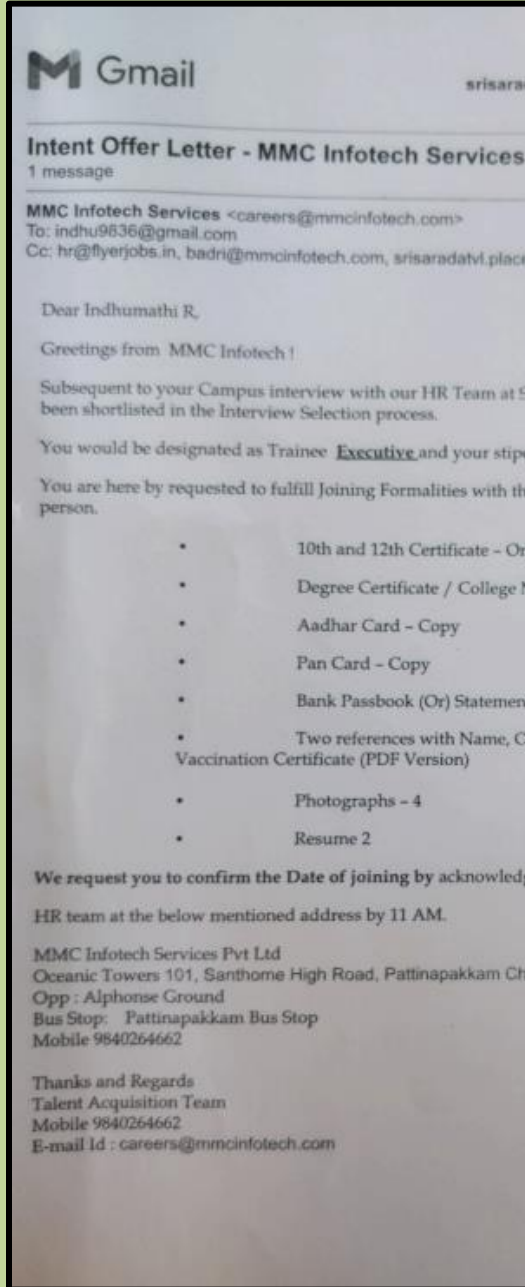 Gmail
Intent Offer Letter - MMC Infotech Services
1 message
MMC Infotech Services <careers@mmcinfotech.com>
To: indhu9836@gmail.com
Cc: hr@flyerjobs.in, badri@mmcinfotech.com, srisaradatvl.place
Dear Indhumathi R,
Greetings from MMC Infotech !
Subsequent to your Campus interview with our HR Team at S
been shortlisted in the Interview Selection process.
You would be designated as Trainee Executive and your stip
You are here by requested to fulfill Joining Formalities with th
person.
• 10th and 12th Certificate – Or
• Degree Certificate / College
• Aadhar Card – Copy
• Pan Card – Copy
• Bank Passbook (Or) Statemen
• Two references with Name, C
Vaccination Certificate (PDF Version)
• Photographs – 4
• Resume 2
We request you to confirm the Date of joining by acknowled
HR team at the below mentioned address by 11 AM.
MMC Infotech Services Pvt Ltd
Oceanic Towers 101, Santhome High Road, Pattinapakkam Ch
Opp : Alphonse Ground
Bus Stop: Pattinapakkam Bus Stop
Mobile 9840264662
Thanks and Regards
Talent Acquisition Team
Mobile 9840264662
E-mail Id : careers@mmcinfotech.com